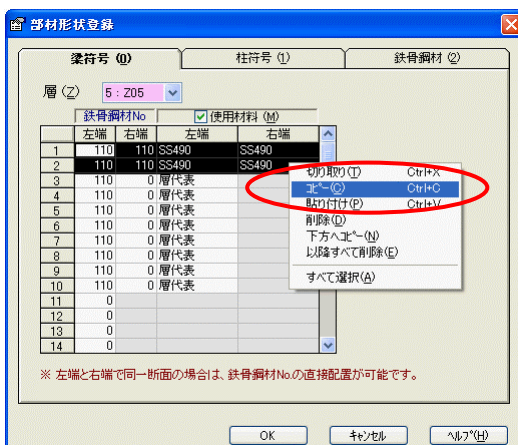 部材形状登録
梁符号 (0) 柱符号 (1) 鉄骨鋼材 (2)
層(Z) 5 : Z05
鉄骨鋼材No 使用材料 (M)
左端 右端 左端 右端
1 110 110 SS490 SS490
2 110 110 SS490 SS490
3 110 0 層代表
4 110 0 層代表
5 110 0 層代表
6 110 0 層代表
7 110 0 層代表
8 110 0 層代表
9 110 0 層代表
10 110 0 層代表
11 0
12 0
13 0
14 0
切り取り(T) Ctrl+X
コピー(C) Ctrl+C
貼り付け(P) Ctrl+V
削除(D)
下方へコピー(N)
以降すべて削除(E)
すべて選択(A)
※ 左端と右端で同一断面の場合は、鉄骨鋼材No.の直接配置が可能です。
OK キャンセル ヘルプ(H)